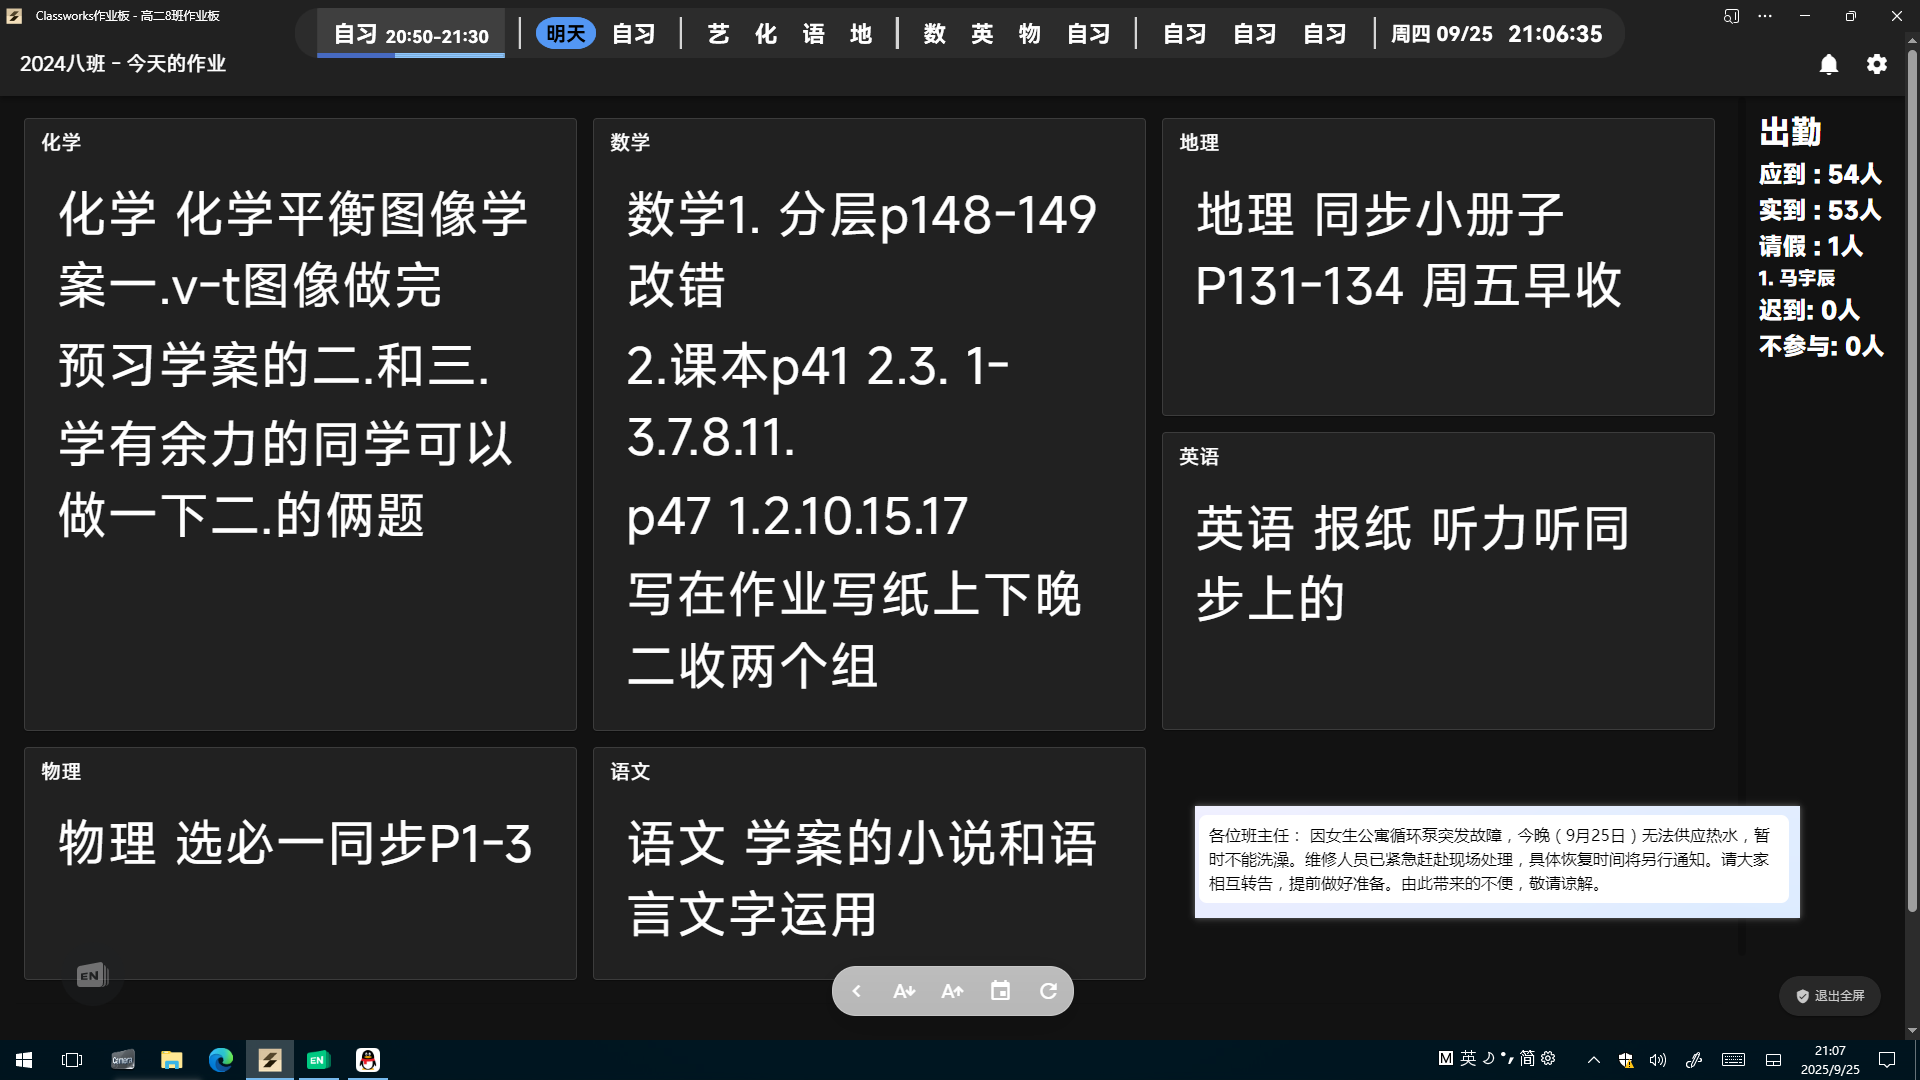 Classworks作业板 - 高二8班作业板
自习 20:50-21:30 | 明天 自习 | 艺 化 语 地 | 数 英 物 自习 | 自习 自习 自习 | 周四 09/25 21:06:35
2024八班 - 今天的作业
化学
化学 化学平衡图像学
案一.v-t图像做完
预习学案的二.和三.
学有余力的同学可以
做一下二.的俩题
数学
数学1. 分层p148-149
改错
2.课本p41 2.3. 1-
3.7.8.11.
p47 1.2.10.15.17
写在作业写纸上下晚
二收两个组
地理
地理 同步小册子
P131-134 周五早收
英语
英语 报纸 听力听同
步上的
物理
物理 选必一同步P1-3
语文
语文 学案的小说和语
言文字运用
出勤
应到 : 54人
实到 : 53人
请假 : 1人
1. 马宇辰
迟到: 0人
不参与: 0人
各位班主任： 因女生公寓循环泵突发故障，今晚（9月25日）无法供应热水，暂
时不能洗澡。维修人员已紧急赶赴现场处理，具体恢复时间将另行通知。请大家
相互转告，提前做好准备。由此带来的不便，敬请谅解。
EN
A A
退出全屏
Camera
EN
M 英 简
21:07
2025/9/25